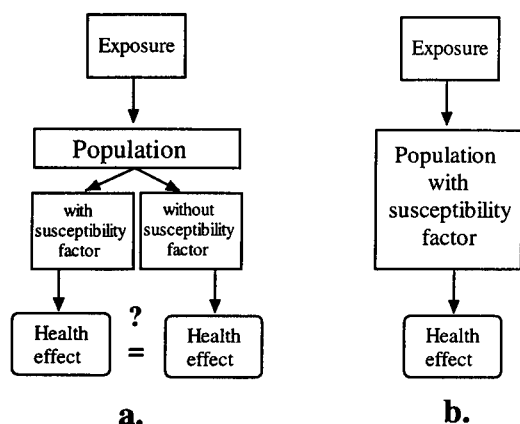 Exposure
Population
with
susceptibility
factor
without
susceptibility
factor
Health
effect
?
=
Health
effect
a.
Exposure
Population
with
susceptibility
factor
Health
effect
b.